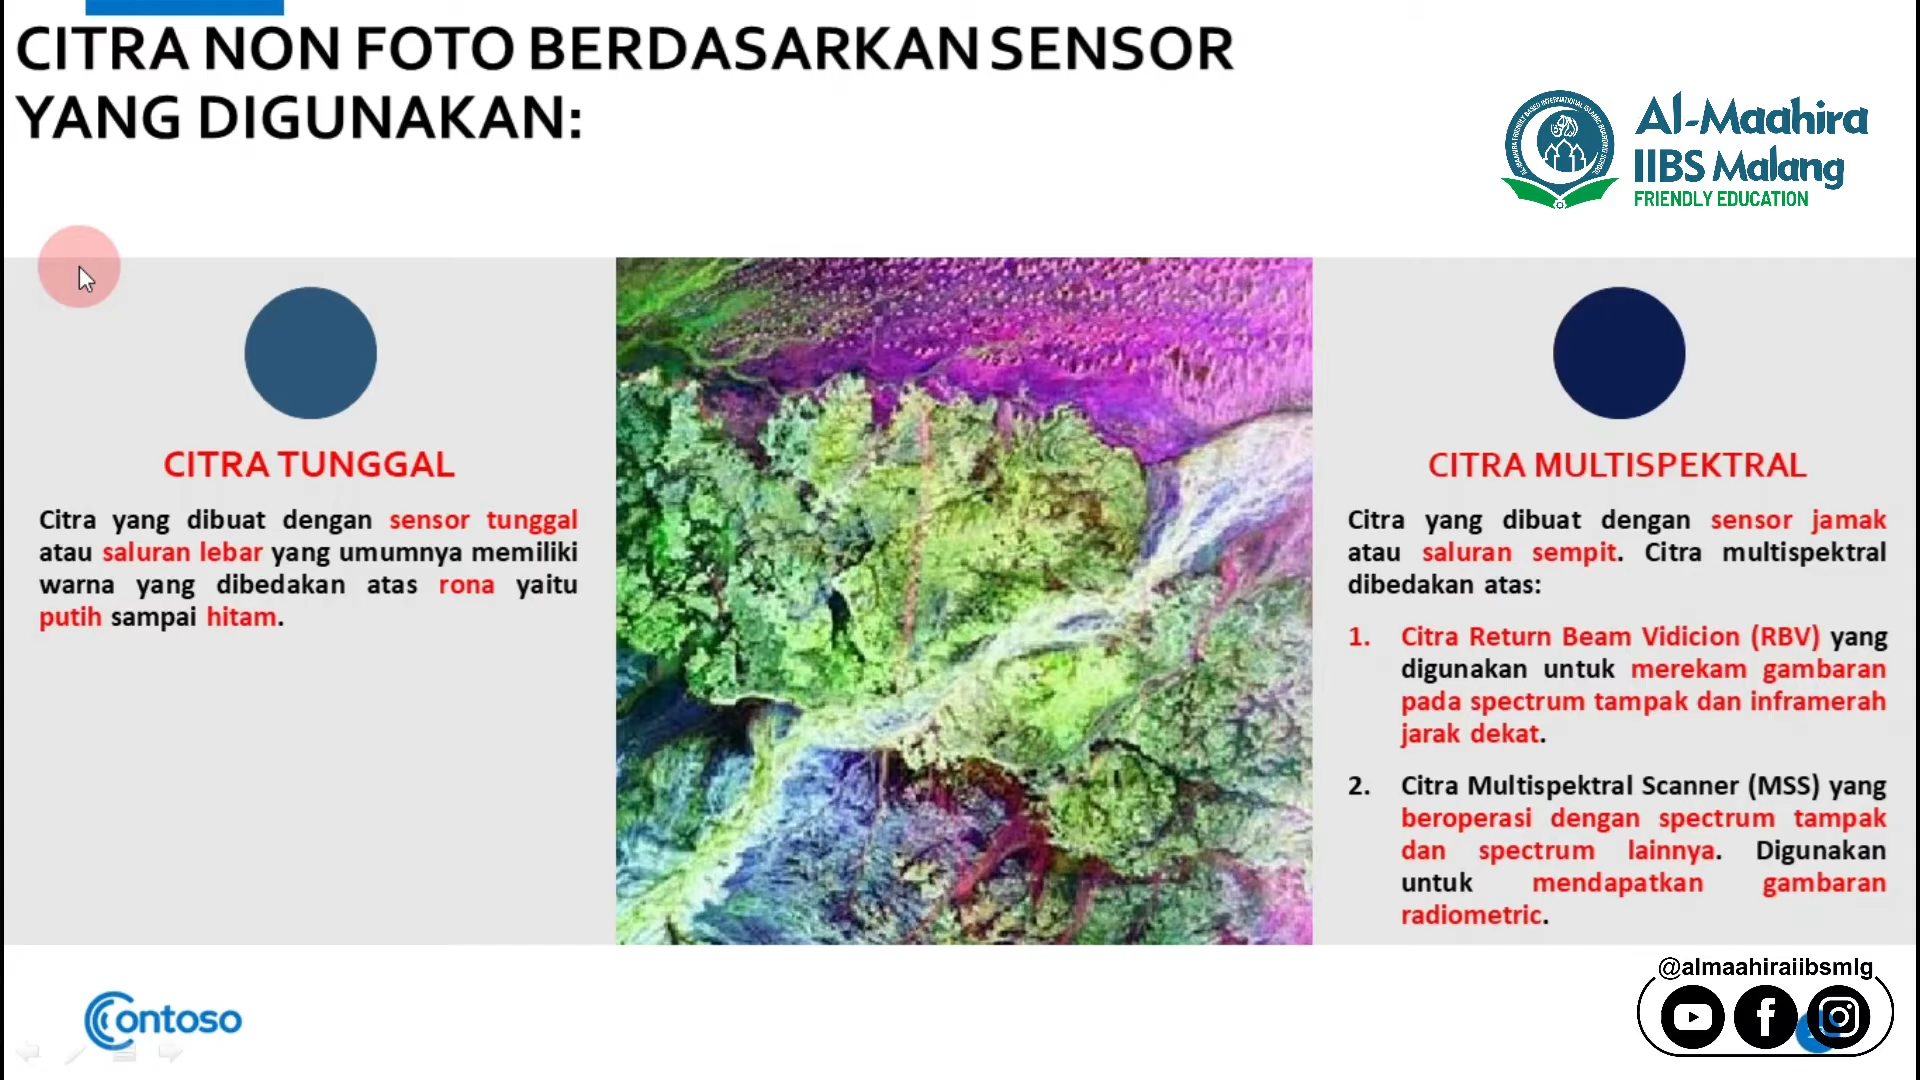 CITRA NON FOTO BERDASARKAN SENSOR
YANG DIGUNAKAN:
Al-Maahira
IIBS Malang
FRIENDLY EDUCATION
CITRA TUNGGAL
Citra yang dibuat dengan sensor tunggal
atau saluran lebar yang umumnya memiliki
warna yang dibedakan atas rona yaitu
putih sampai hitam.
CITRA MULTISPEKTRAL
Citra yang dibuat dengan sensor jamak
atau saluran sempit. Citra multispektral
dibedakan atas:
1. Citra Return Beam Vidicion (RBV) yang
digunakan untuk merekam gambaran
pada spectrum tampak dan inframerah
jarak dekat.
2. Citra Multispektral Scanner (MSS) yang
beroperasi dengan spectrum tampak
dan spectrum lainnya. Digunakan
untuk mendapatkan gambaran
radiometric.
Contoso
@almaahiraiibsmlg